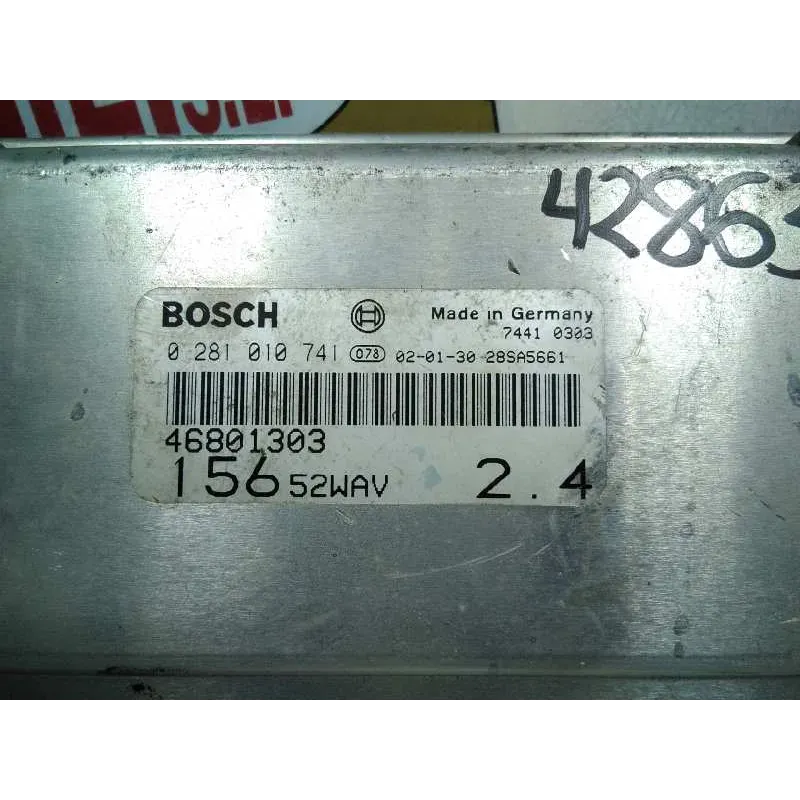 42863
BOSCH Made in Germany
7441 0303
0 281 010 741 078 02-01-30 28SA5661
46801303
156 52WAV 2.4